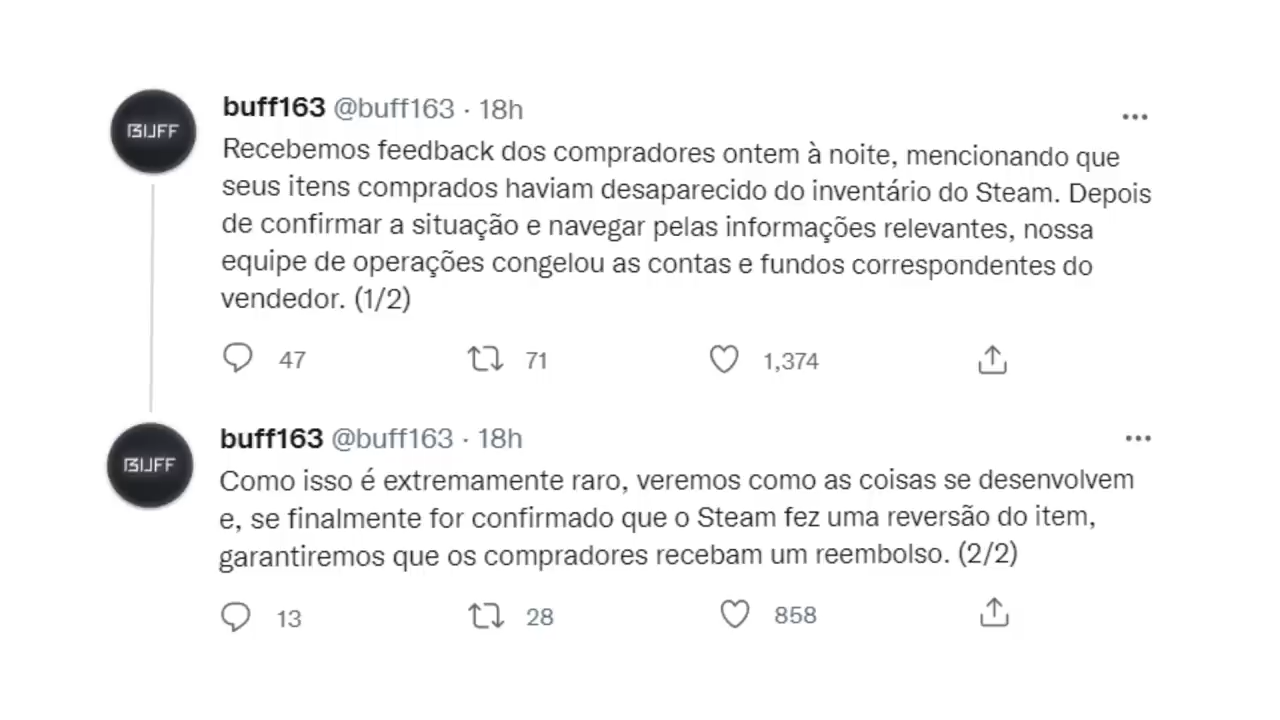 buff163 @buff163 · 18h
BUFF
Recebemos feedback dos compradores ontem à noite, mencionando que
seus itens comprados haviam desaparecido do inventário do Steam. Depois
de confirmar a situação e navegar pelas informações relevantes, nossa
equipe de operações congelou as contas e fundos correspondentes do
vendedor. (1/2)
47 71 1,374
buff163 @buff163 · 18h
BUFF
Como isso é extremamente raro, veremos como as coisas se desenvolvem
e, se finalmente for confirmado que o Steam fez uma reversão do item,
garantiremos que os compradores recebam um reembolso. (2/2)
13 28 858